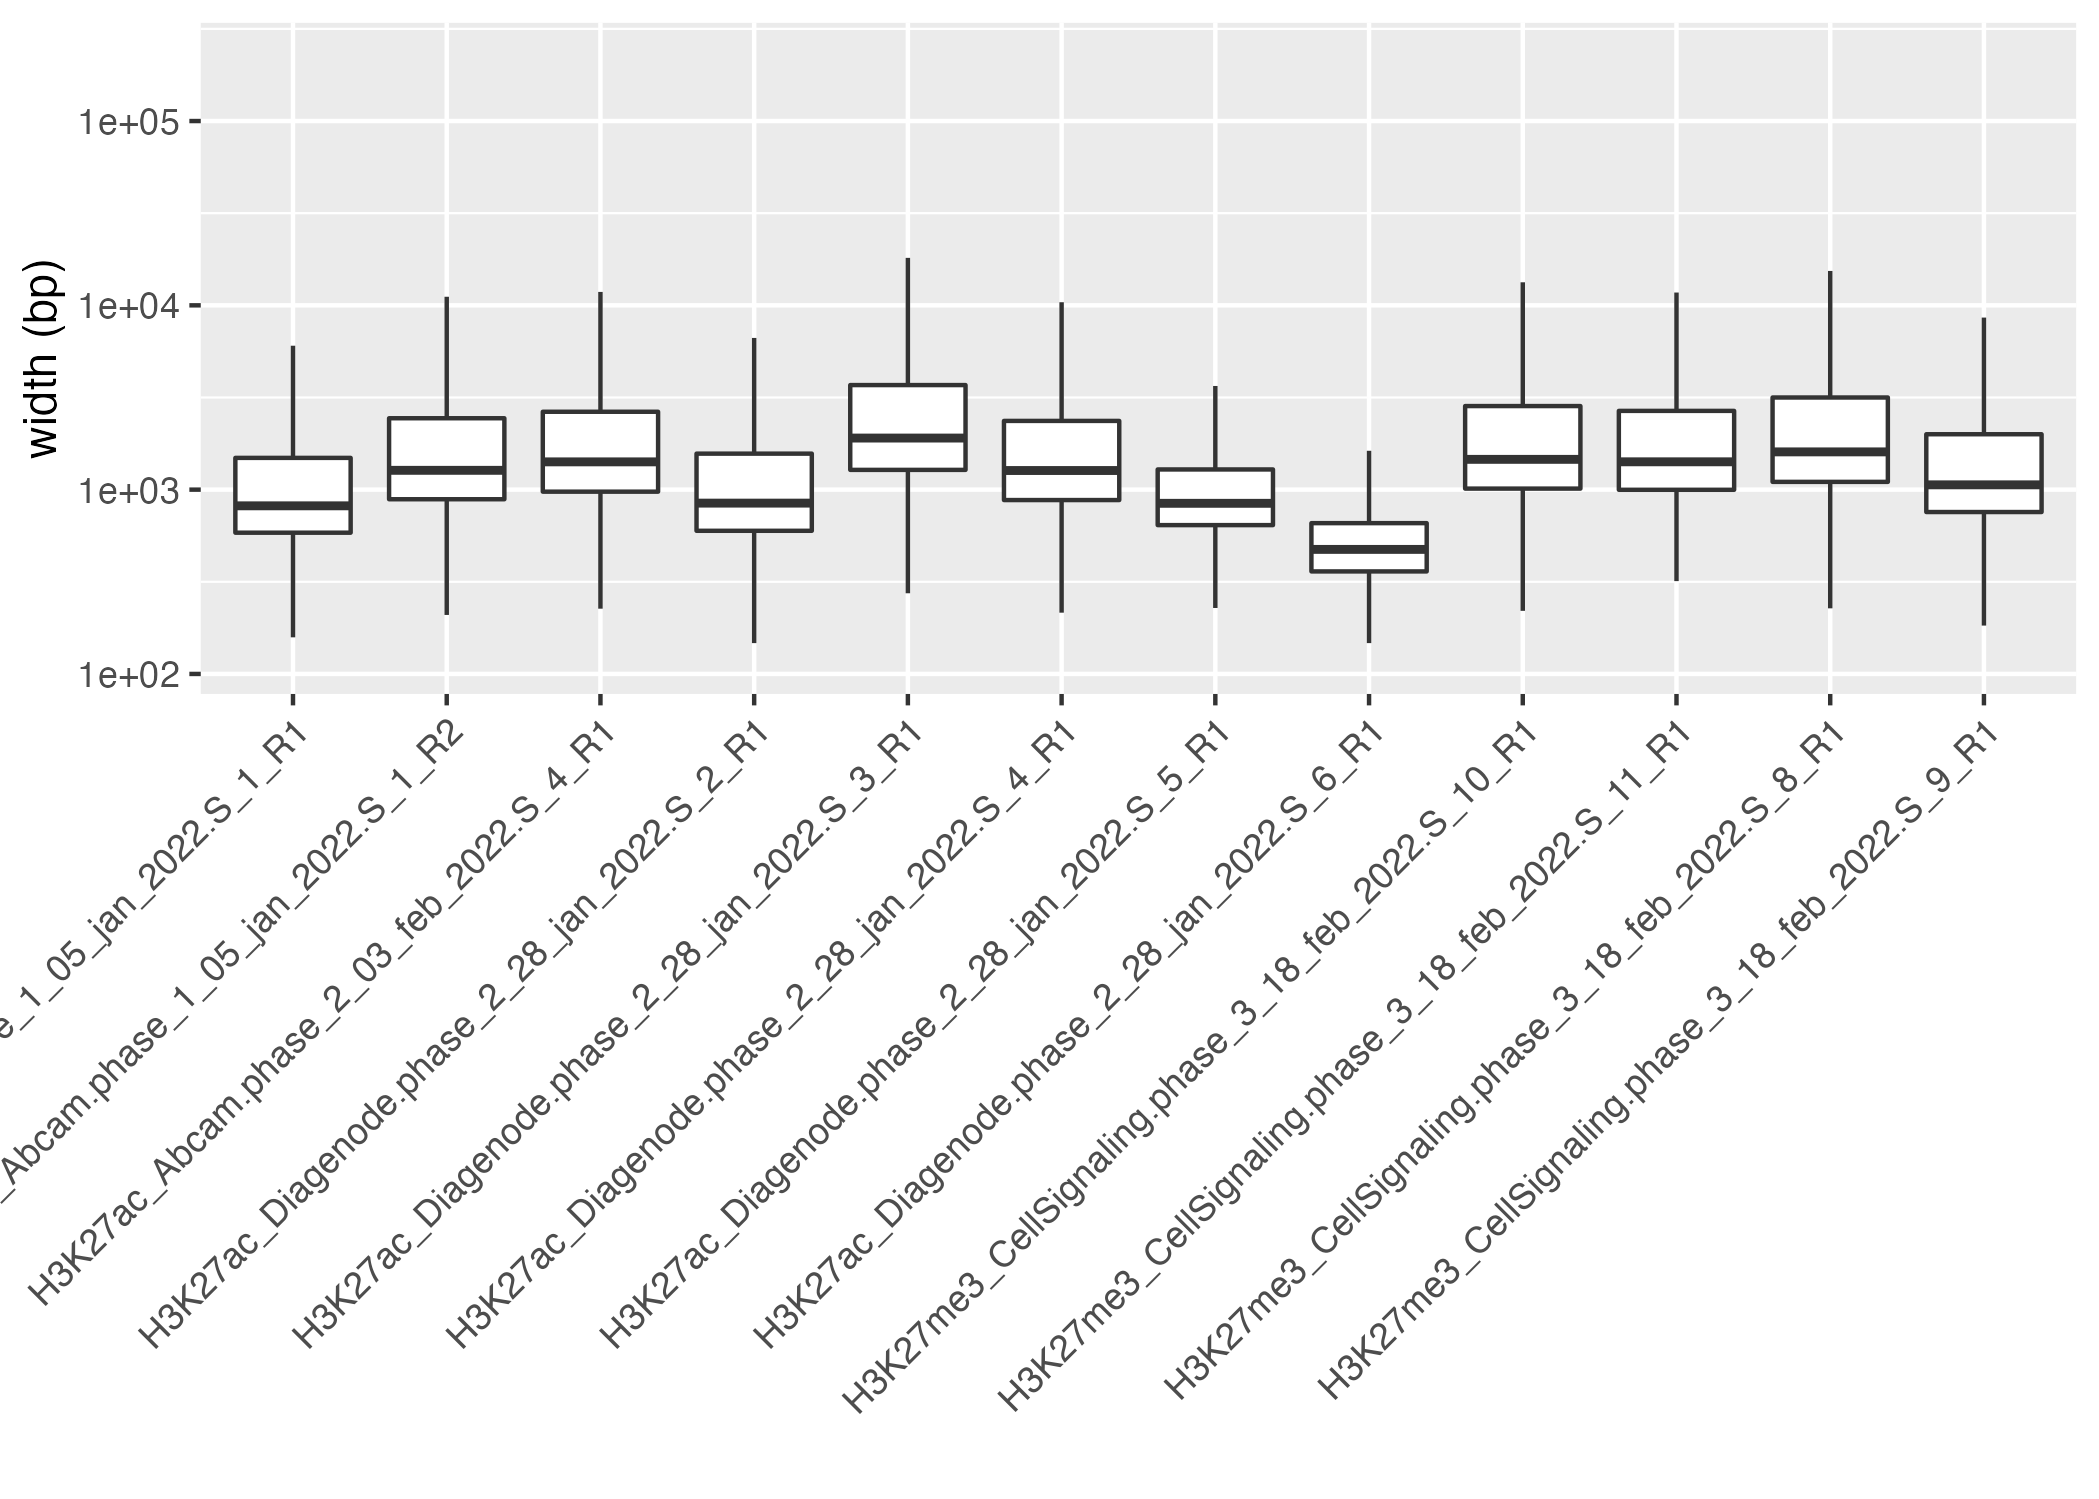 width (bp)
1e+05
1e+04
1e+03
1e+02
e_1_05_jan_2022.S_1_R1
_Abcam.phase_1_05_jan_2022.S_1_R2
H3K27ac_Abcam.phase_2_03_feb_2022.S_4_R1
H3K27ac_Diagenode.phase_2_28_jan_2022.S_2_R1
H3K27ac_Diagenode.phase_2_28_jan_2022.S_3_R1
H3K27ac_Diagenode.phase_2_28_jan_2022.S_4_R1
H3K27ac_Diagenode.phase_2_28_jan_2022.S_5_R1
H3K27ac_Diagenode.phase_2_28_jan_2022.S_6_R1
H3K27me3_CellSignaling.phase_3_18_feb_2022.S_10_R1
H3K27me3_CellSignaling.phase_3_18_feb_2022.S_11_R1
H3K27me3_CellSignaling.phase_3_18_feb_2022.S_8_R1
H3K27me3_CellSignaling.phase_3_18_feb_2022.S_9_R1